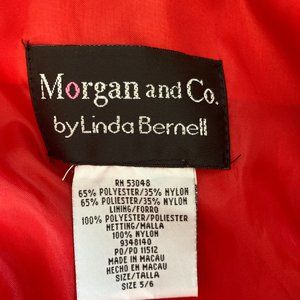 Morgan and Co.
by Linda Bernell
RN 53048
65% POLYESTER/35% NYLON
65% POLIESTER/35% NYLON
LINING/FORRO
100% POLYESTER/POLIESTER
NETTING/MALLA
100% NYLON
9348140
PO/PO 11512
MADE IN MACAU
HECHO EN MACAU
SIZE/TALLA
SIZE 5/6